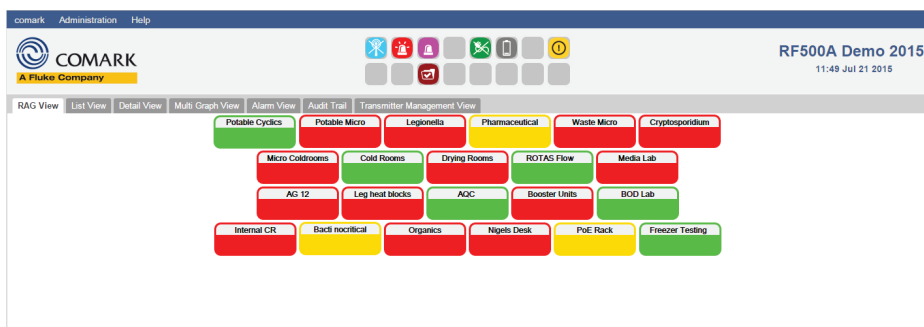 comark Administration Help
COMARK
A Fluke Company
RF500A Demo 2015
11:49 Jul 21 2015
RAG View List View Detail View Multi Graph View Alarm View Audit Trail Transmitter Management View
Potable Cyclics Potable Micro Legionella Pharmaceutical Waste Micro Cryptosporidium
Micro Coldrooms Cold Rooms Drying Rooms ROTAS Flow Media Lab
AG 12 Leg heat blocks AQC Booster Units BOD Lab
Internal CR Bacti nocritical Organics Nigels Desk PoE Rack Freezer Testing